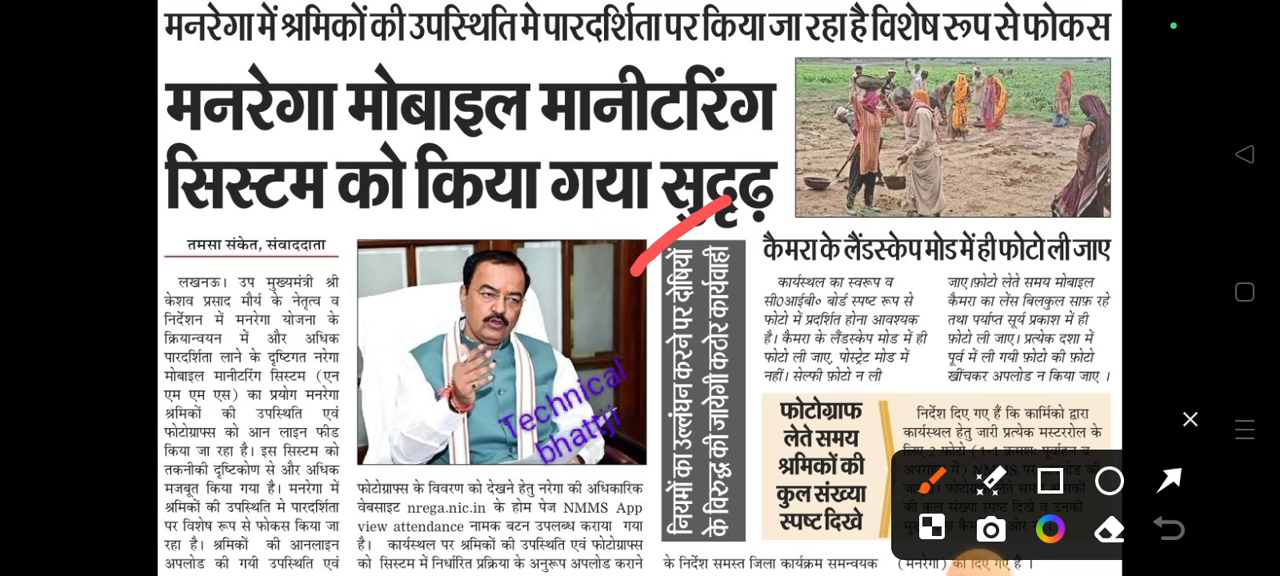 मनरेगा में श्रमिकों की उपस्थिति मे पारदर्शिता पर किया जा रहा है विशेष रूप से फोकस
मनरेगा मोबाइल मानीटरिंग
सिस्टम को किया गया सुदृढ़
तमसा संकेत, संवाददाता
लखनऊ। उप मुख्यमंत्री श्री
केशव प्रसाद मौर्य के नेतृत्व व
निर्देशन में मनरेगा योजना के
क्रियान्वयन में और अधिक
पारदर्शिता लाने के दृष्टिगत नरेगा
मोबाइल मानीटरिंग सिस्टम (एन
एम एम एस) का प्रयोग मनरेगा
श्रमिकों की उपस्थिति एवं
फोटोग्राफ्स को आन लाइन फीड
किया जा रहा है। इस सिस्टम को
तकनीकी दृष्टिकोण से और अधिक
मजबूत किया गया है। मनरेगा में
श्रमिकों की उपस्थिति मे पारदर्शिता
पर विशेष रूप से फोकस किया जा
रहा है। श्रमिकों की आनलाइन
अपलोड की गयी उपस्थिति एवं
Technical
bhattji
फोटोग्राफ्स के विवरण को देखने हेतु नरेगा की अधिकारिक
वेबसाइट nrega.nic.in के होम पेज NMMS App
view attendance नामक बटन उपलब्ध कराया गया
है। कार्यस्थल पर श्रमिकों की उपस्थिति एवं फोटोग्राफ्स
को सिस्टम में निर्धारित प्रक्रिया के अनुरूप अपलोड कराने
नियमों का उल्लंघन करने पर दोषियों
के विरुद्ध की जायेगी कठोर कार्यवाही
कैमरा के लैंडस्केप मोड में ही फोटो ली जाए
कार्यस्थल का स्वरूप व
सी0आईबी० बोर्ड स्पष्ट रूप से
फोटो में प्रदर्शित होना आवश्यक
है। कैमरा के लैंडस्केप मोड में ही
फोटो ली जाए, पोस्ट्रेट मोड में
नहीं। सेल्फी फ़ोटो न ली
जाए।फ़ोटो लेते समय मोबाइल
कैमरा का लेंस बिलकुल साफ़ रहे
तथा पर्याप्त सूर्य प्रकाश में ही
फ़ोटो ली जाए। प्रत्येक दशा में
पूर्व में ली गयी फ़ोटो की फ़ोटो
खींचकर अपलोड न किया जाए ।
फोटोग्राफ
लेते समय
श्रमिकों की
कुल संख्या
स्पष्ट दिखे
निर्देश दिए गए हैं कि कार्मिको द्वारा
कार्यस्थल हेतु जारी प्रत्येक मस्टररोल के
लिए 2 फ़ोटो
के निर्देश समस्त जिला कार्यक्रम समन्वयक
(मनरेगा) को दिए गए हैं ।